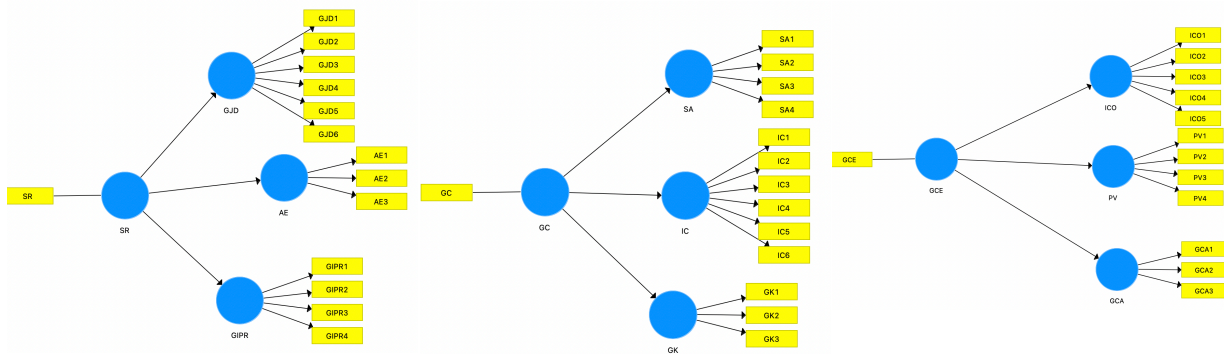 GJD1
GJD2
GJD3
GJD4
GJD5
GJD6
GJD
AE1
AE2
AE3
AE
SR
SR
GIPR1
GIPR2
GIPR3
GIPR4
GIPR
SA1
SA2
SA3
SA4
SA
IC1
IC2
IC3
IC4
IC5
IC6
IC
GC
GC
GK1
GK2
GK3
GK
ICO1
ICO2
ICO3
ICO4
ICO5
ICO
PV1
PV2
PV3
PV4
PV
GCE
GCE
GCA1
GCA2
GCA3
GCA